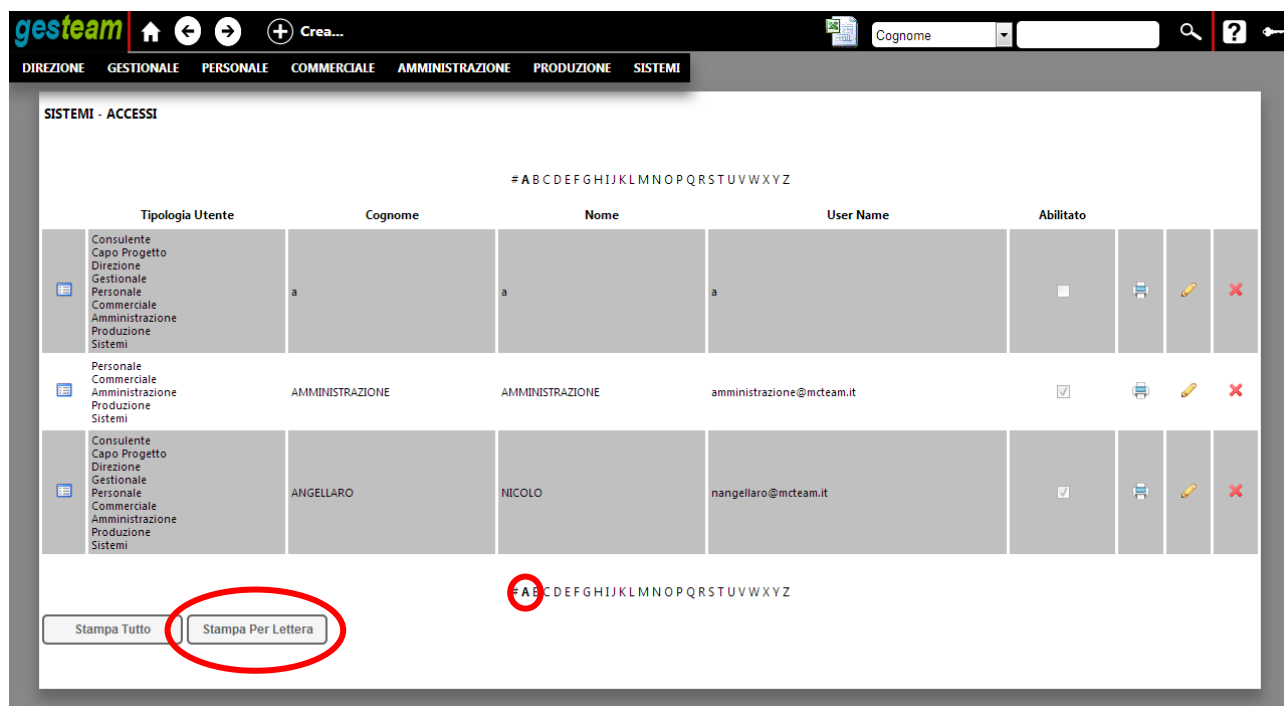 gesteam Crea... Cognome ?
DIREZIONE GESTIONALE PERSONALE COMMERCIALE AMMINISTRAZIONE PRODUZIONE SISTEMI
SISTEMI - ACCESSI
# A B C D E F G H I J K L M N O P Q R S T U V W X Y Z
Tipologia Utente Cognome Nome User Name Abilitato
Consulente
Capo Progetto
Direzione
Gestionale
Personale a a a
Commerciale
Amministrazione
Produzione
Sistemi
Personale
Commerciale
Amministrazione AMMINISTRAZIONE AMMINISTRAZIONE amministrazione@mcteam.it
Produzione
Sistemi
Consulente
Capo Progetto
Direzione
Gestionale
Personale ANGELLARO NICOLO nangellaro@mcteam.it
Commerciale
Amministrazione
Produzione
Sistemi
# A B C D E F G H I J K L M N O P Q R S T U V W X Y Z
Stampa Tutto Stampa Per Lettera